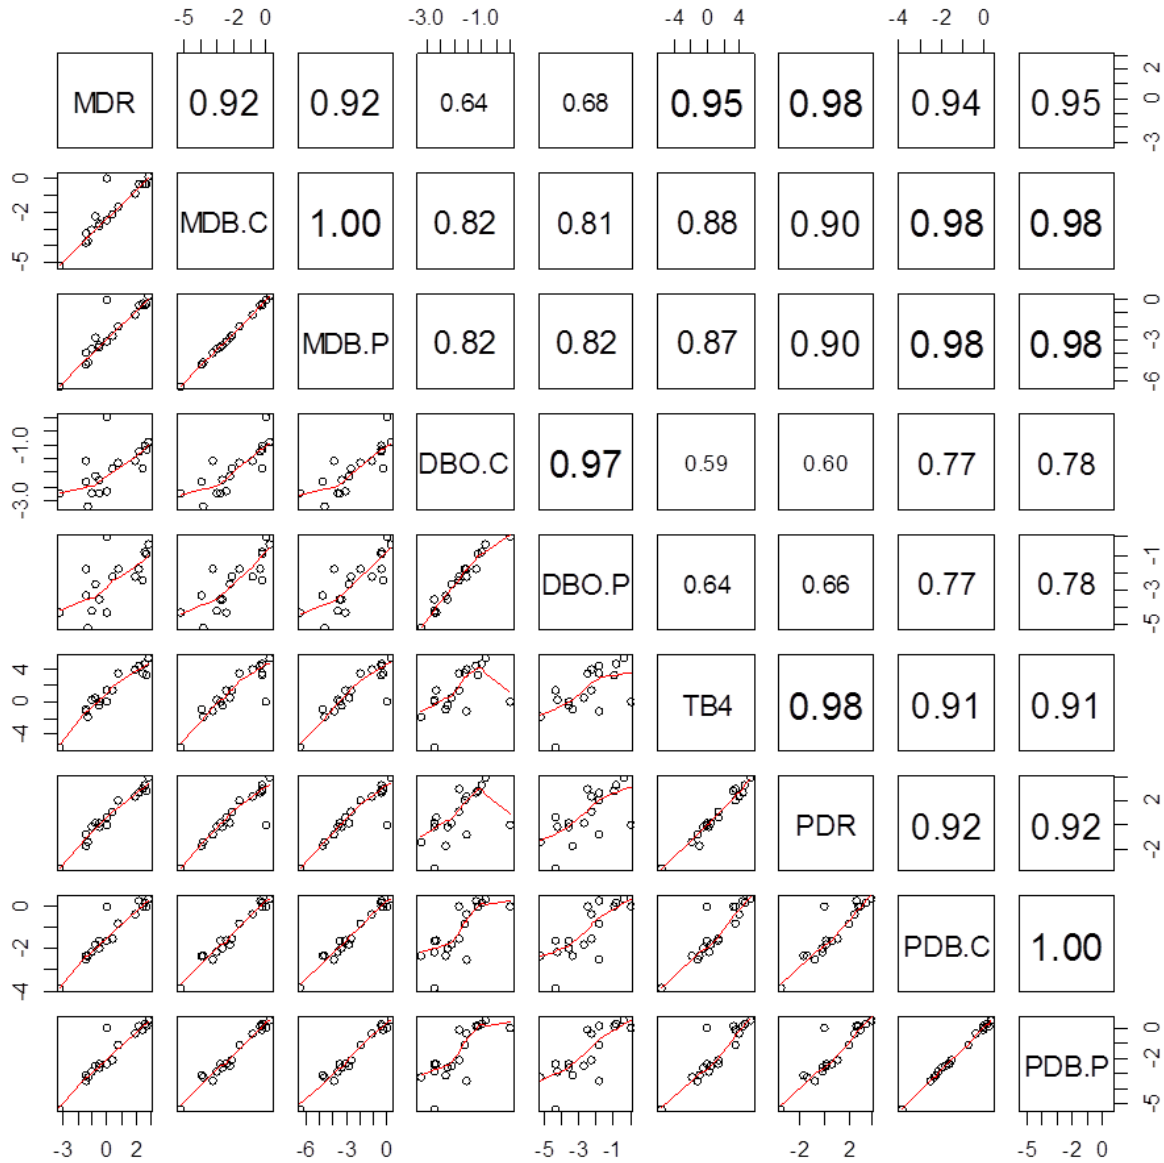 -5 -2 0 -3.0 -1.0 -4 0 4 -4 -2 0
MDR 0.92 0.92 0.64 0.68 0.95 0.98 0.94 0.95 -3 0 2
-5 -2 0 MDB.C 1.00 0.82 0.81 0.88 0.90 0.98 0.98
MDB.P 0.82 0.82 0.87 0.90 0.98 0.98 -6 -3 0
-3.0 -1.0 DBO.C 0.97 0.59 0.60 0.77 0.78
DBO.P 0.64 0.66 0.77 0.78 -5 -3 -1
-4 0 4 TB4 0.98 0.91 0.91
PDR 0.92 0.92 -2 2
-4 -2 0 PDB.C 1.00
PDB.P -5 -2 0
-3 0 2 -6 -3 0 -5 -3 -1 -2 2 -5 -2 0